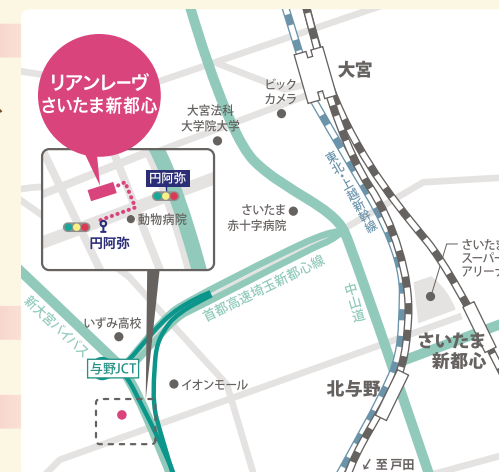 リアンレーヴ
さいたま新都心
大宮
ビック
カメラ
大宮法科
大学院大学
東北・上越新幹線
円阿弥
動物病院
円阿弥
さいたま
赤十字病院
さいたま
スーパー
アリーナ
首都高速埼玉新都心線
中山道
新大宮バイパス
いずみ高校
与野JCT
イオンモール
さいたま
新都心
北与野
至戸田